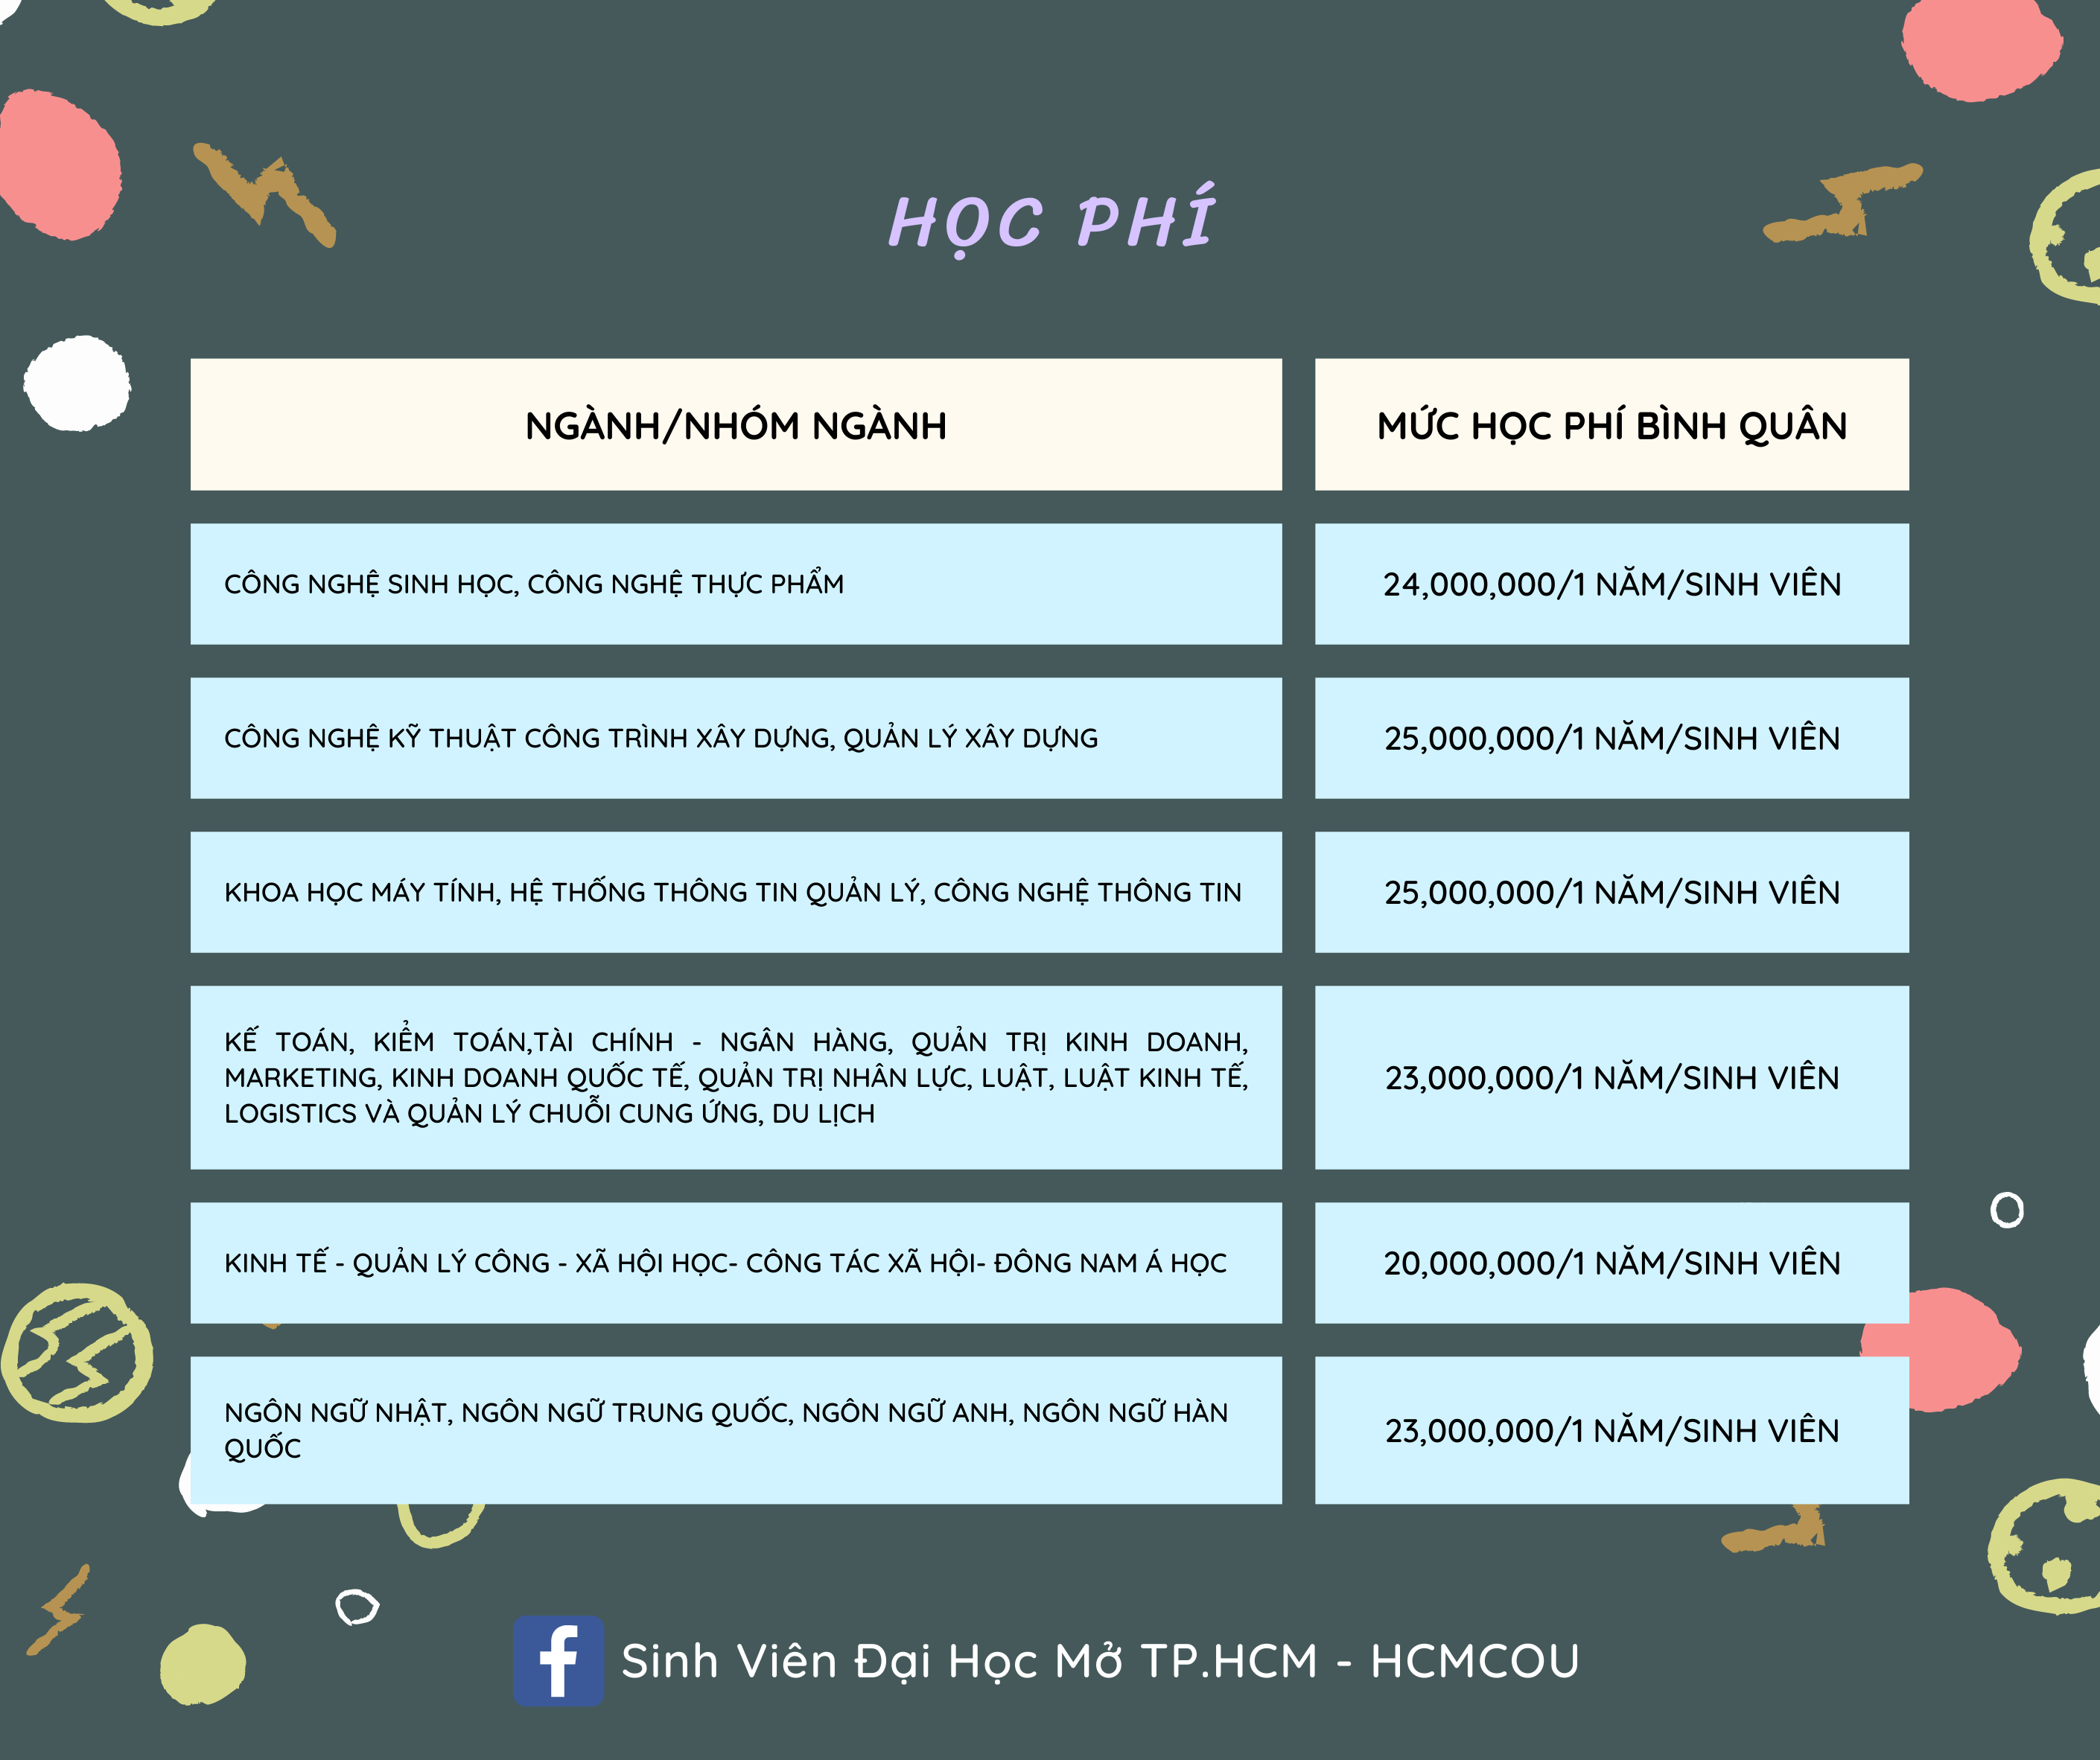 HỌC PHÍ
NGÀNH/NHÓM NGÀNH
MỨC HỌC PHÍ BÌNH QUÂN
CÔNG NGHỆ SINH HỌC, CÔNG NGHỆ THỰC PHẨM
24,000,000/1 NĂM/SINH VIÊN
CÔNG NGHỆ KỸ THUẬT CÔNG TRÌNH XÂY DỰNG, QUẢN LÝ XÂY DỰNG
25,000,000/1 NĂM/SINH VIÊN
KHOA HỌC MÁY TÍNH, HỆ THỐNG THÔNG TIN QUẢN LÝ, CÔNG NGHỆ THÔNG TIN
25,000,000/1 NĂM/SINH VIÊN
KẾ TOÁN, KIỂM TOÁN,TÀI CHÍNH - NGÂN HÀNG, QUẢN TRỊ KINH DOANH,
MARKETING, KINH DOANH QUỐC TẾ, QUẢN TRỊ NHÂN LỰC, LUẬT, LUẬT KINH TẾ,
LOGISTICS VÀ QUẢN LÝ CHUỖI CUNG ỨNG, DU LỊCH
23,000,000/1 NĂM/SINH VIÊN
KINH TẾ - QUẢN LÝ CÔNG - XÃ HỘI HỌC- CÔNG TÁC XÃ HỘI- ĐÔNG NAM Á HỌC
20,000,000/1 NĂM/SINH VIÊN
NGÔN NGỮ NHẬT, NGÔN NGỮ TRUNG QUỐC, NGÔN NGỮ ANH, NGÔN NGỮ HÀN
QUỐC
23,000,000/1 NĂM/SINH VIÊN
Sinh Viên Đại Học Mở TP.HCM - HCMCOU